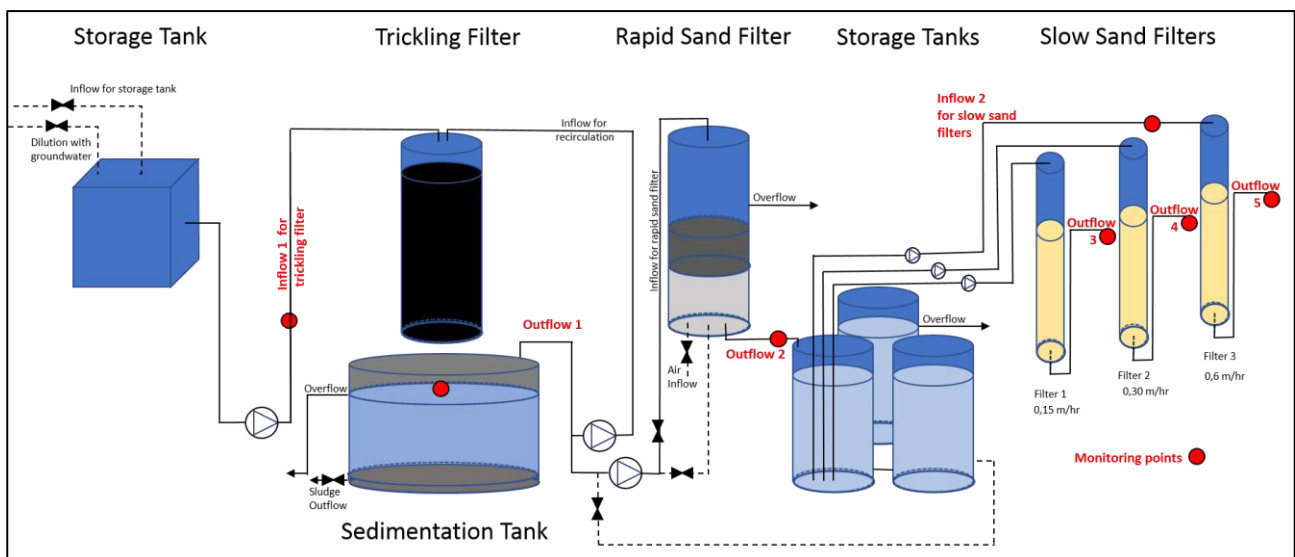 Storage Tank
Trickling Filter
Rapid Sand Filter
Storage Tanks
Slow Sand Filters
Inflow for storage tank
Dilution with
groundwater
Inflow 1 for
trickling filter
Inflow for
recirculation
Outflow 1
Overflow
Sludge
Outflow
Sedimentation Tank
Inflow for rapid sand filter
Overflow
Air
Inflow
Outflow 2
Overflow
Inflow 2
for slow sand
filters
Outflow
3
Outflow
4
Outflow
5
Filter 1
0,15 m/hr
Filter 2
0,30 m/hr
Filter 3
0,6 m/hr
Monitoring points